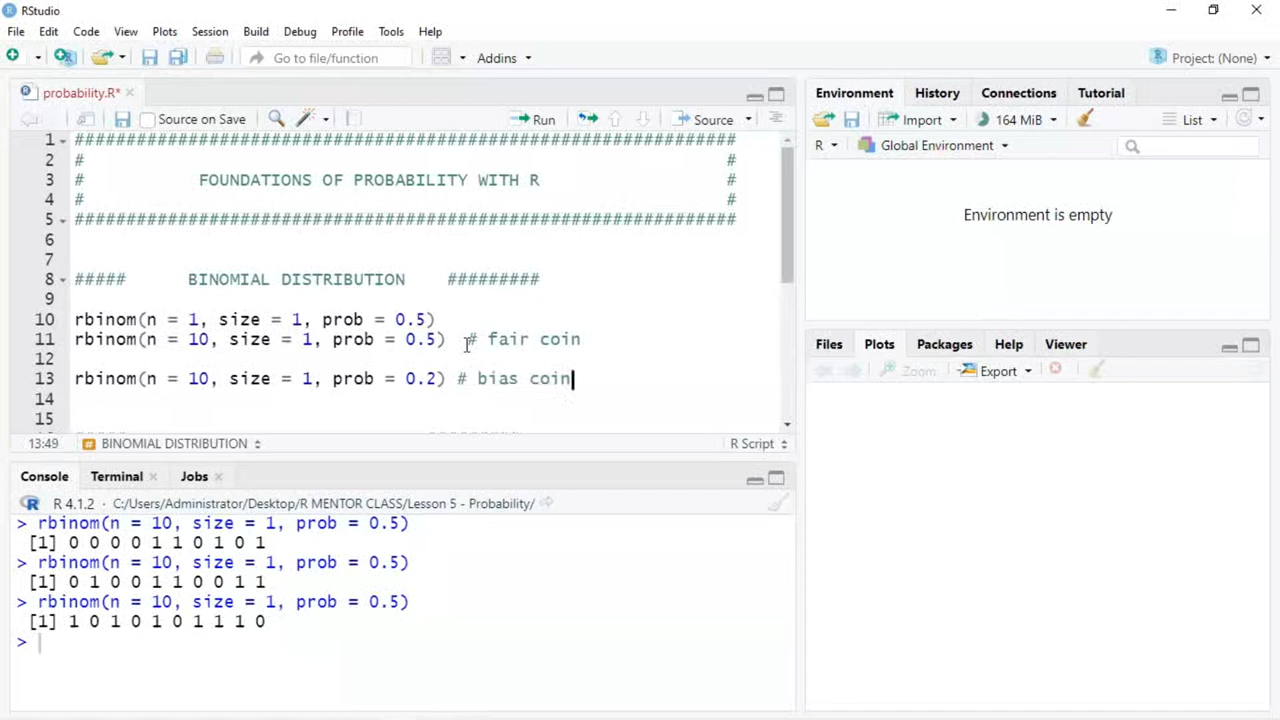 RStudio
File Edit Code View Plots Session Build Debug Profile Tools Help
Go to file/function Addins Project: (None)
probability.R*
Source on Save Run Source
1 ################################################################
2 # #
3 # FOUNDATIONS OF PROBABILITY WITH R #
4 # #
5 ################################################################
6
7
8 ##### BINOMIAL DISTRIBUTION #########
9
10 rbinom(n = 1, size = 1, prob = 0.5)
11 rbinom(n = 10, size = 1, prob = 0.5) # fair coin
12
13 rbinom(n = 10, size = 1, prob = 0.2) # bias coin
14
15
13:49 BINOMIAL DISTRIBUTION R Script
Console Terminal Jobs
R 4.1.2 · C:/Users/Administrator/Desktop/R MENTOR CLASS/Lesson 5 - Probability/
> rbinom(n = 10, size = 1, prob = 0.5)
[1] 0 0 0 0 1 1 0 1 0 1
> rbinom(n = 10, size = 1, prob = 0.5)
[1] 0 1 0 0 1 1 0 0 1 1
> rbinom(n = 10, size = 1, prob = 0.5)
[1] 1 0 1 0 1 0 1 1 1 0
>
Environment History Connections Tutorial
Import 164 MiB List
R Global Environment
Environment is empty
Files Plots Packages Help Viewer
Zoom Export